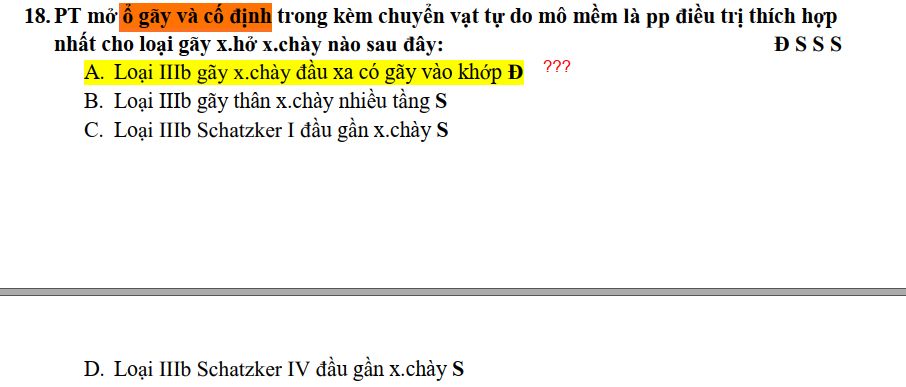 18. PT mở ổ gãy và cố định trong kèm chuyển vạt tự do mô mềm là pp điều trị thích hợp
nhất cho loại gãy x.hở x.chày nào sau đây: Đ S S S
A. Loại IIIb gãy x.chày đầu xa có gãy vào khớp Đ ???
B. Loại IIIb gãy thân x.chày nhiều tầng S
C. Loại IIIb Schatzker I đầu gần x.chày S
D. Loại IIIb Schatzker IV đầu gần x.chày S